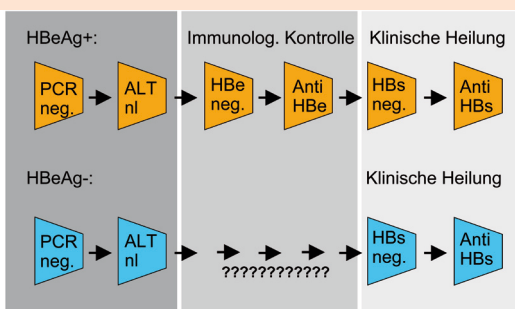 HBeAg+:
Immunolog. Kontrolle
Klinische Heilung
PCR
neg.
ALT
nl
HBe
neg.
Anti
HBe
HBs
neg.
Anti
HBs
HBeAg-:
Klinische Heilung
PCR
neg.
ALT
nl
????????????
HBs
neg.
Anti
HBs